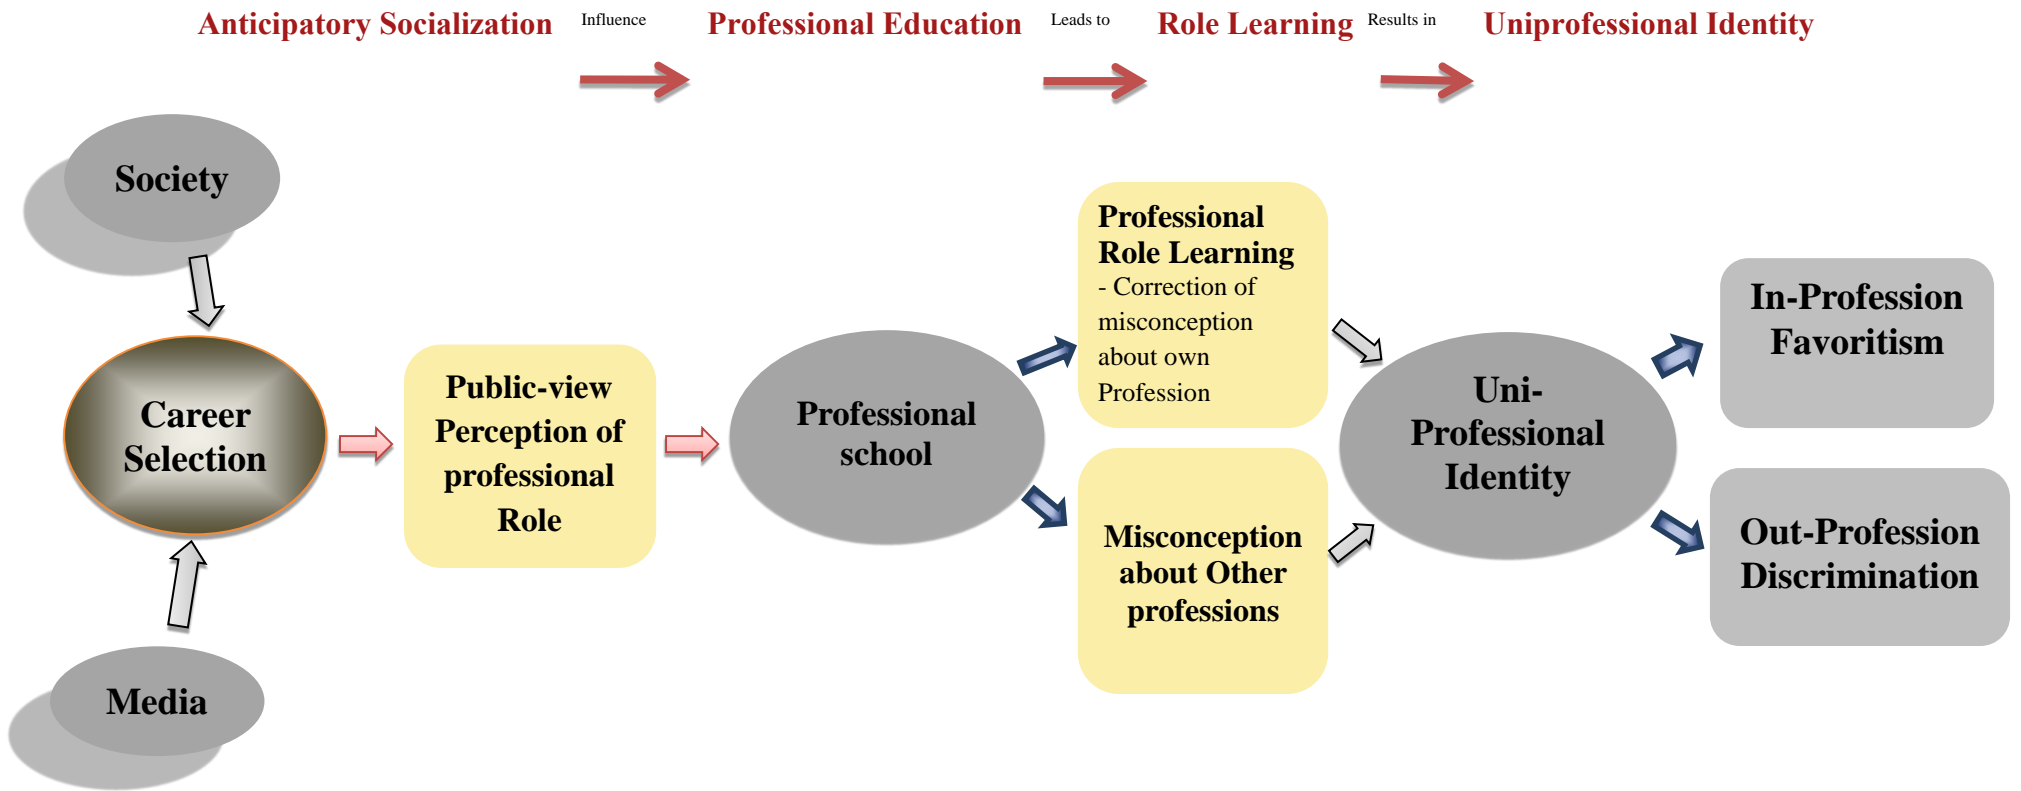 Anticipatory Socialization Influence Professional Education Leads to Role Learning Results in Uniprofessional Identity
Society
Career
Selection
Media
Public-view
Perception of
professional
Role
Professional
school
Professional
Role Learning
- Correction of
misconception
about own
Profession
Misconception
about Other
professions
Uni-
Professional
Identity
In-Profession
Favoritism
Out-Profession
Discrimination